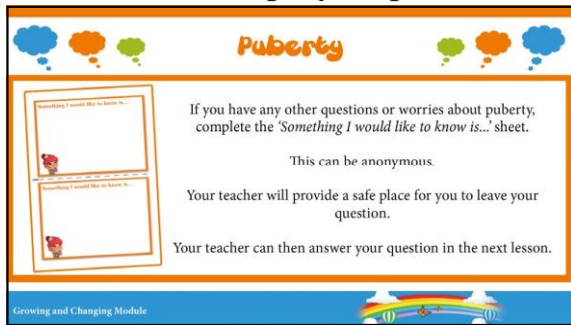 Puberty
Something I would like to know is...
Something I would like to know is...
If you have any other questions or worries about puberty,
complete the 'Something I would like to know is...' sheet.
This can be anonymous.
Your teacher will provide a safe place for you to leave your
question.
Your teacher can then answer your question in the next lesson.
Growing and Changing Module